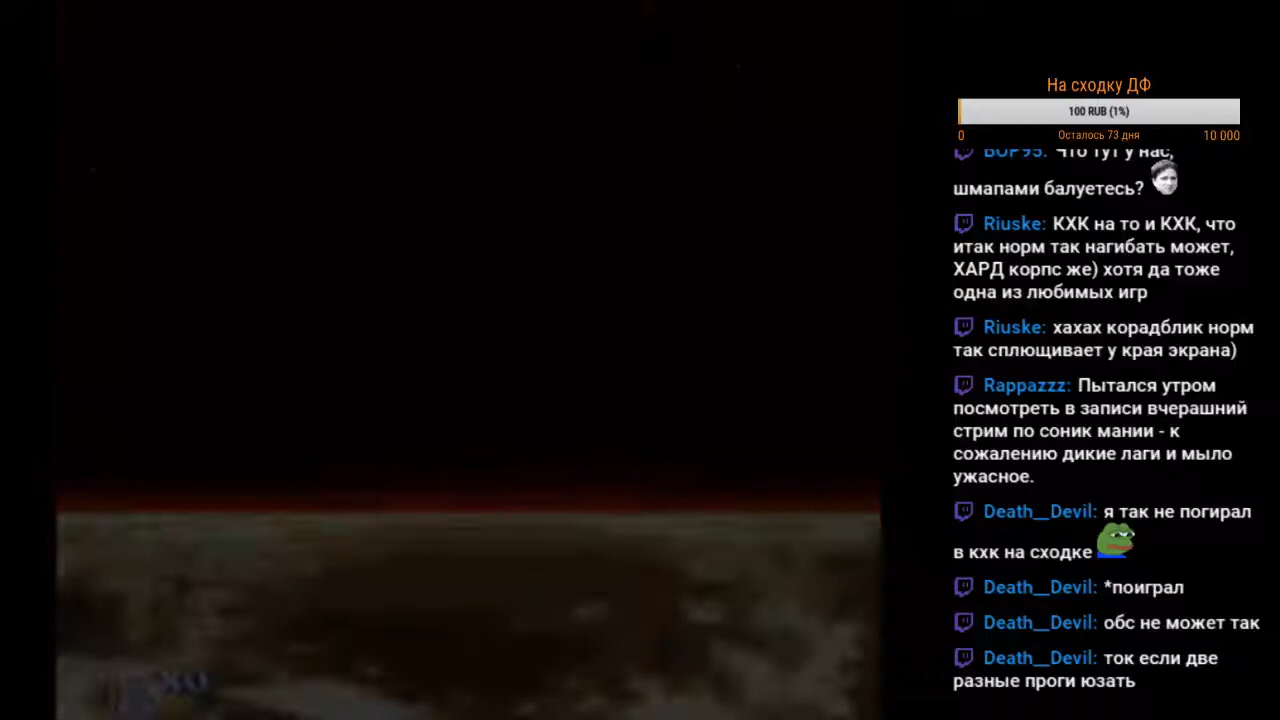 На сходку ДФ
100 RUB (1%)
0 Осталось 73 дня 10 000
BOP95: Что тут у нас,
шмапами балуетесь?
Riuske: КХК на то и КХК, что
итак норм так нагибать может,
ХАРД корпс же) хотя да тоже
одна из любимых игр
Riuske: хахах корадблик норм
так сплющивает у края экрана)
Rappazzz: Пытался утром
посмотреть в записи вчерашний
стрим по соник мании - к
сожалению дикие лаги и мыло
ужасное.
Death__Devil: я так не погирал
в кхк на сходке
Death__Devil: *поиграл
Death__Devil: обс не может так
Death__Devil: ток если две
разные проги юзать